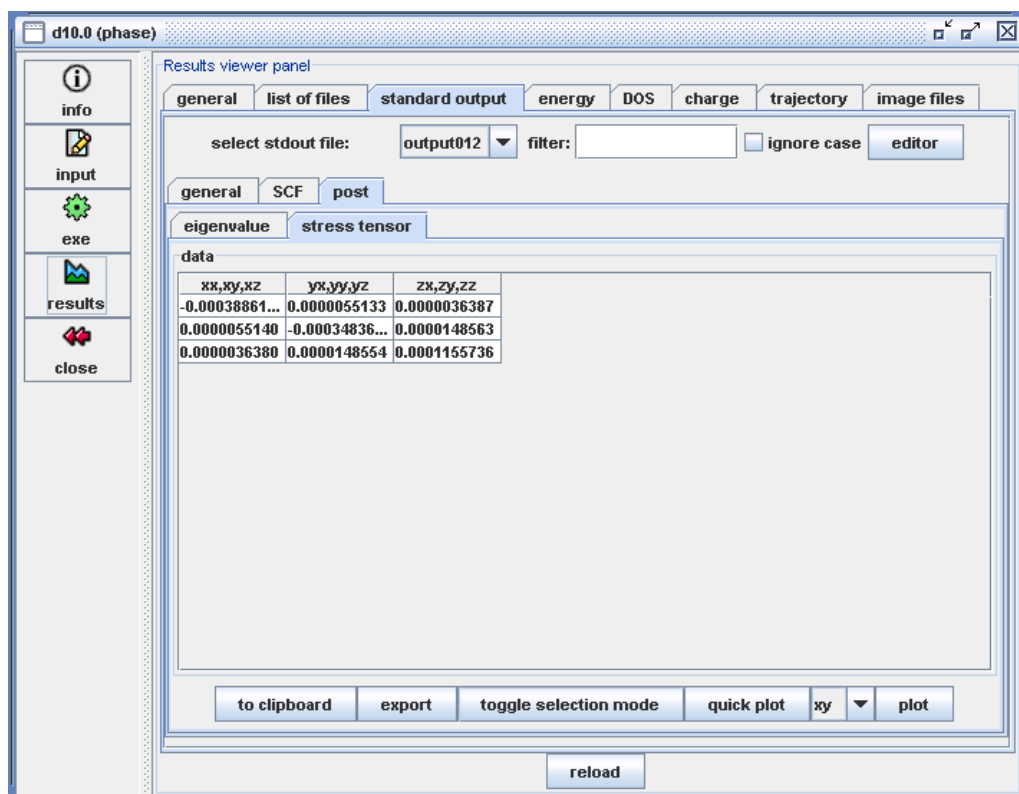 d10.0 (phase)
info
input
exe
results
close
Results viewer panel
general list of files standard output energy DOS charge trajectory image files
select stdout file: output012 filter: ignore case editor
general SCF post
eigenvalue stress tensor
data
xx,xy,xz yx,yy,yz zx,zy,zz
-0.00038861... 0.0000055133 0.0000036387
0.0000055140 -0.00034836... 0.0000148563
0.0000036380 0.0000148554 0.0001155736
to clipboard export toggle selection mode quick plot xy plot
reload